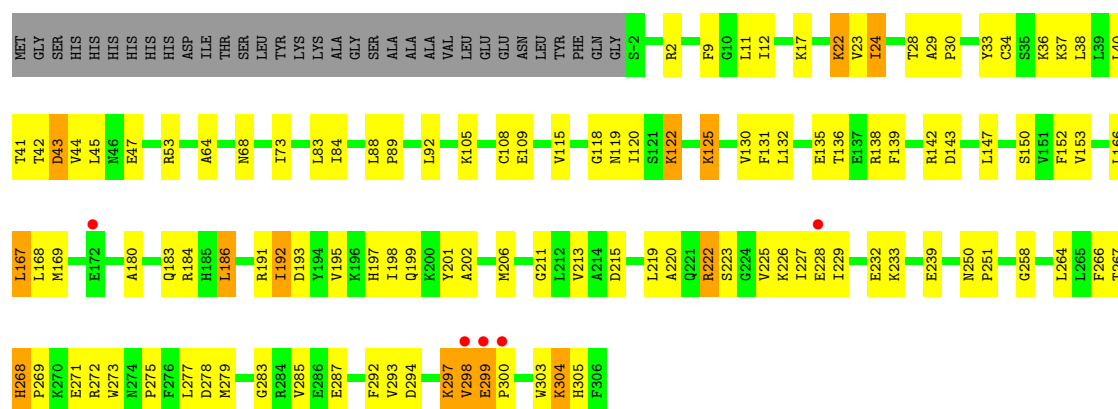 MET GLY SER HIS HIS HIS HIS HIS HIS ASP ILE THR SER LEU TYR LYS LYS ALA GLY SER ALA ALA ALA VAL LEU GLU GLU ASN LEU TYR PHE GLN GLY S-2 R2 F9 G10 L11 I12 K17 K22 V23 I24 T28 A29 P30 Y33 C34 S35 K36 K37 L38 L39
T41 T42 D43 V44 L45 N46 E47 R53 A64 N68 I73 L83 I84 L88 P89 L92 K105 C108 E109 V115 G118 N119 I120 S121 K122 K125 V130 F131 L132 E135 T136 E137 R138 F139 R142 D143 L147 S150 V151 F152 V153
L167 L168 M169 E172 A180 Q183 R184 H185 L186 R191 I192 D193 Y194 V195 K196 H197 I198 Q199 K200 Y201 A202 M206 G211 L212 V213 A214 D215 L219 A220 Q221 R222 S223 G224 V225 K226 I227 E228 I229 E232 K233 E239 N250 P251 G258 L264 L265 F266
H268 P269 K270 E271 R272 W273 N274 P275 F276 L277 D278 M279 G283 R284 V285 E286 E287 F292 V293 D294 K297 V298 E299 P300 W303 K304 H305 F306